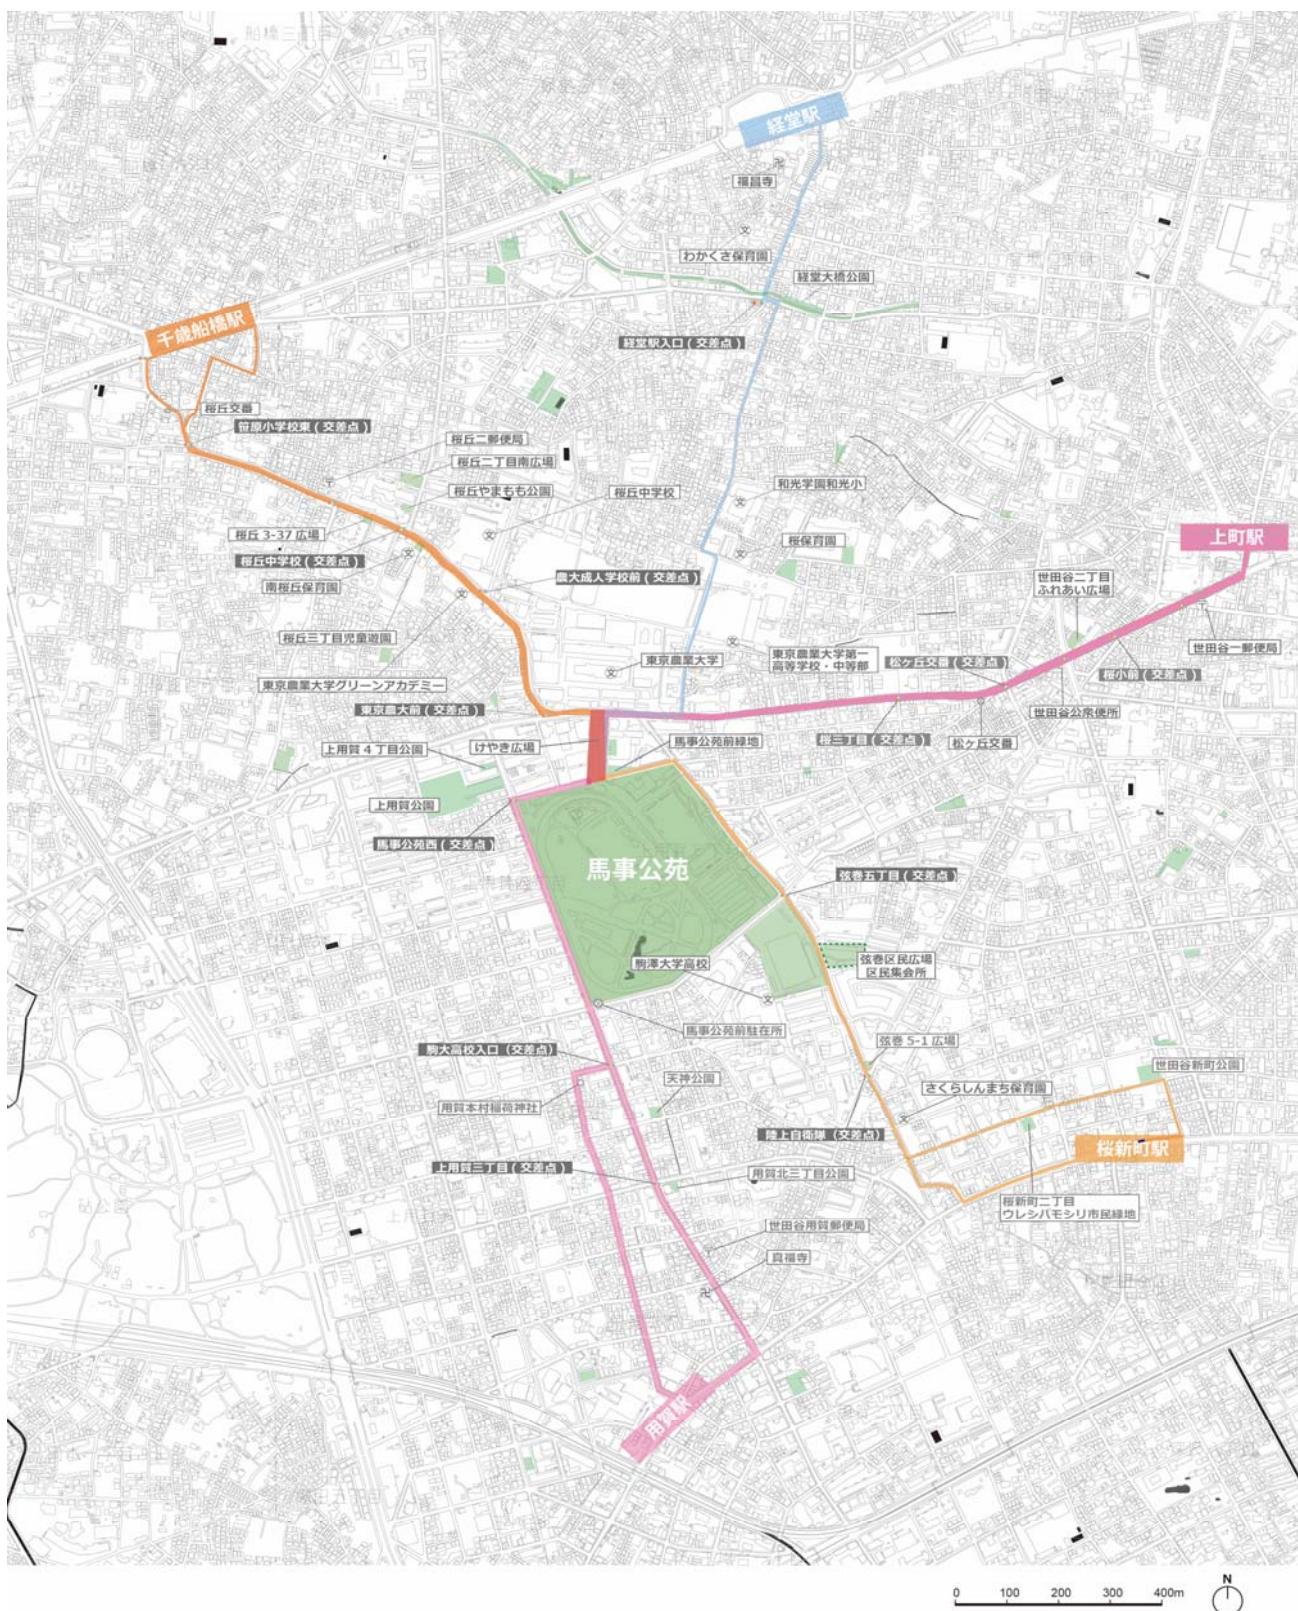 経堂駅
福昌寺
わかくさ保育園
経堂大橋公園
千歳船橋駅
経堂駅入口(交差点)
桜丘交番
笹原小学校東(交差点)
桜丘二郵便局
桜丘二丁目南広場
桜丘やまもも公園
桜丘中学校
和光学園和光小
桜丘 3-37 広場
上町駅
桜保育園
桜丘中学校(交差点)
農大成人学校前(交差点)
世田谷二丁目
ふれあい広場
南桜丘保育園
桜丘三丁目児童遊園
東京農業大学
東京農業大学第一
高等学校・中等部
松ヶ丘交番(交差点)
世田谷一郵便局
桜小前(交差点)
東京農業大学グリーンアカデミー
東京農大前(交差点)
世田谷公衆便所
上用賀 4 丁目公園
けやき広場
馬事公苑前緑地
桜三丁目(交差点)
松ヶ丘交番
上用賀公園
馬事公苑西(交差点)
馬事公苑
弦巻五丁目(交差点)
駒澤大学高校
弦巻区民広場
区民集会所
馬事公苑前駐在所
駒大高校入口(交差点)
弦巻 5-1 広場
世田谷新町公園
天神公園
さくらしんまち保育園
用賀本村稲荷神社
陸上自衛隊(交差点)
桜新町駅
上用賀三丁目(交差点)
用賀北三丁目公園
桜新町二丁目
ウレシパモシリ市民緑地
世田谷用賀郵便局
真福寺
用賀駅
N
0 100 200 300 400m